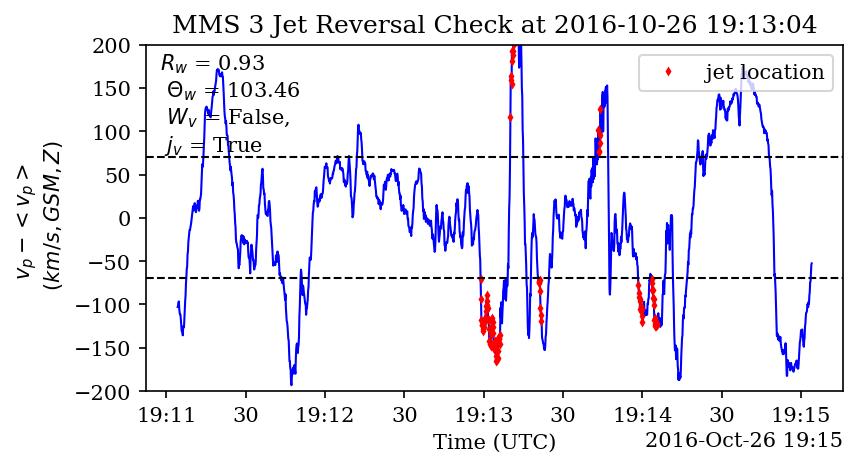 MMS 3 Jet Reversal Check at 2016-10-26 19:13:04
200
150
100
50
0
−50
−100
−150
−200
v_p − < v_p >
(km/s, GSM, Z)
R_w = 0.93
Θ_w = 103.46
W_v = False,
j_v = True
jet location
19:11 30 19:12 30 19:13 30 19:14 30 19:15
Time (UTC)
2016-Oct-26 19:15